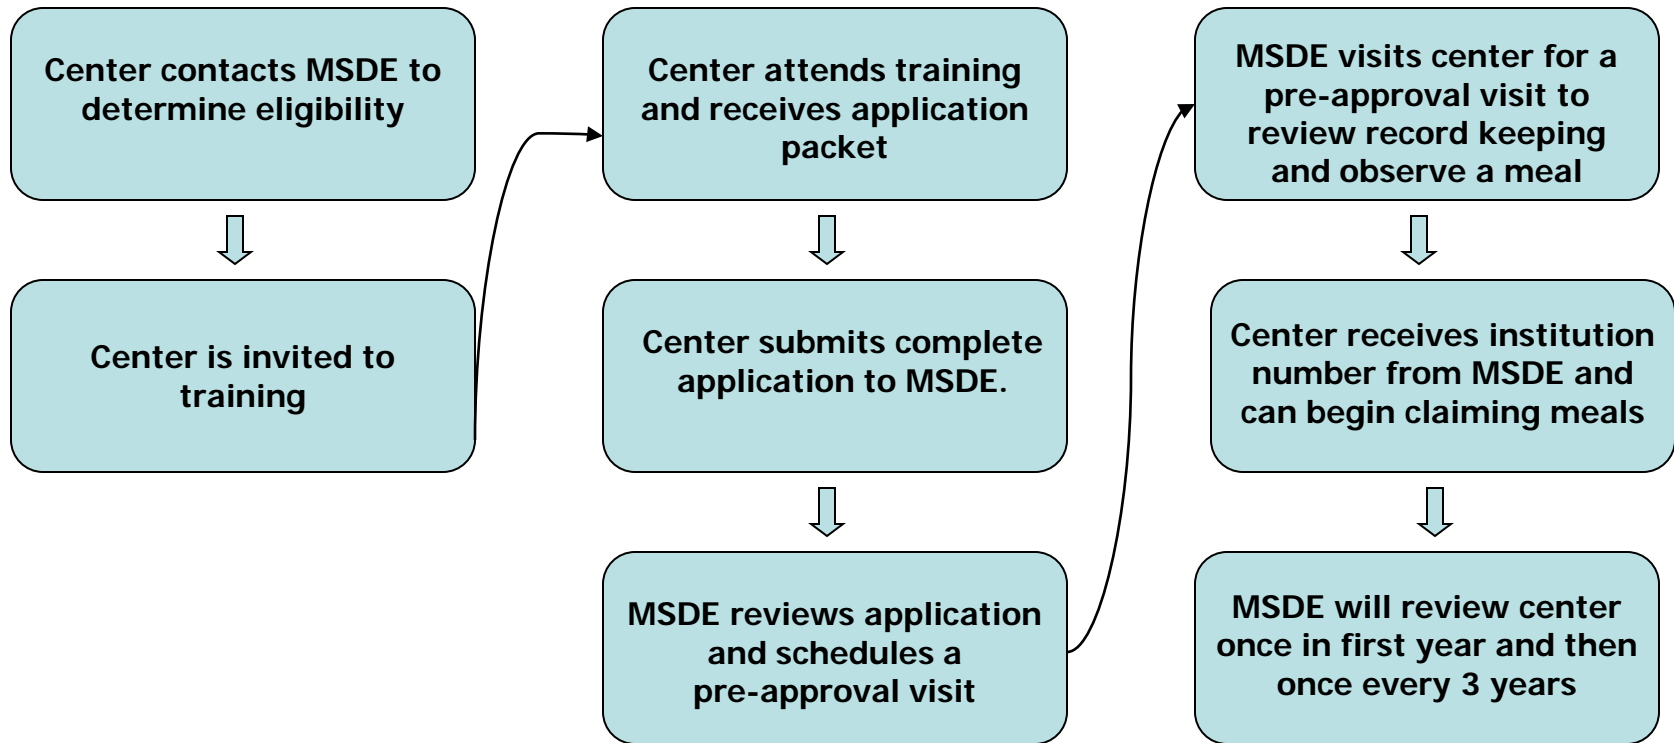 Center contacts MSDE to
determine eligibility
Center is invited to
training
Center attends training
and receives application
packet
Center submits complete
application to MSDE.
MSDE reviews application
and schedules a
pre-approval visit
MSDE visits center for a
pre-approval visit to
review record keeping
and observe a meal
Center receives institution
number from MSDE and
can begin claiming meals
MSDE will review center
once in first year and then
once every 3 years